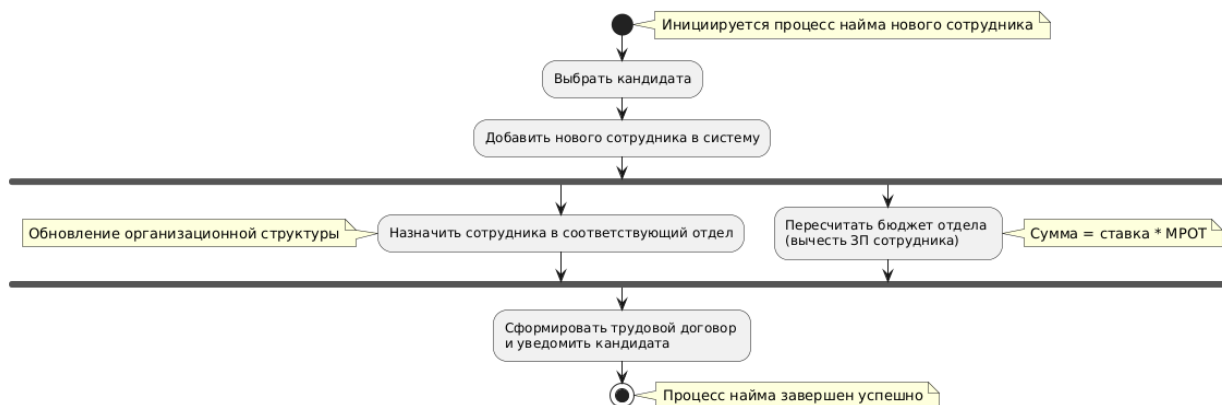 Инициируется процесс найма нового сотрудника
Выбрать кандидата
Добавить нового сотрудника в систему
Обновление организационной структуры
Назначить сотрудника в соответствующий отдел
Пересчитать бюджет отдела
(вычесть ЗП сотрудника)
Сумма = ставка * МРОТ
Сформировать трудовой договор
и уведомить кандидата
Процесс найма завершен успешно